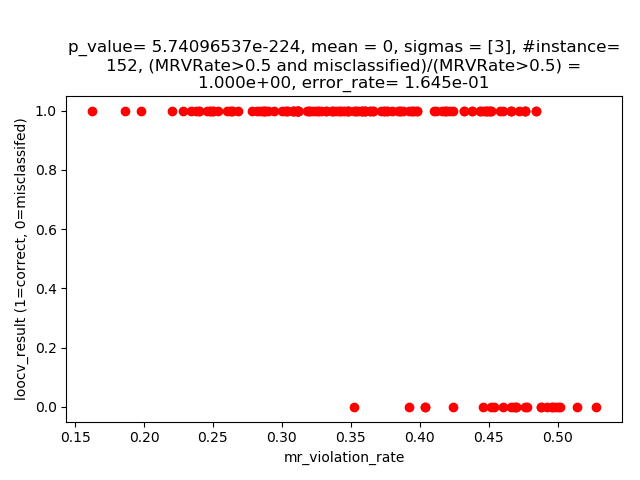 p_value= 5.74096537e-224, mean = 0, sigmas = [3], #instance=
152, (MRVRate>0.5 and misclassified)/(MRVRate>0.5) =
1.000e+00, error_rate= 1.645e-01
1.0
0.8
0.6
0.4
0.2
0.0
loocv_result (1=correct, 0=misclassifed)
0.15 0.20 0.25 0.30 0.35 0.40 0.45 0.50
mr_violation_rate